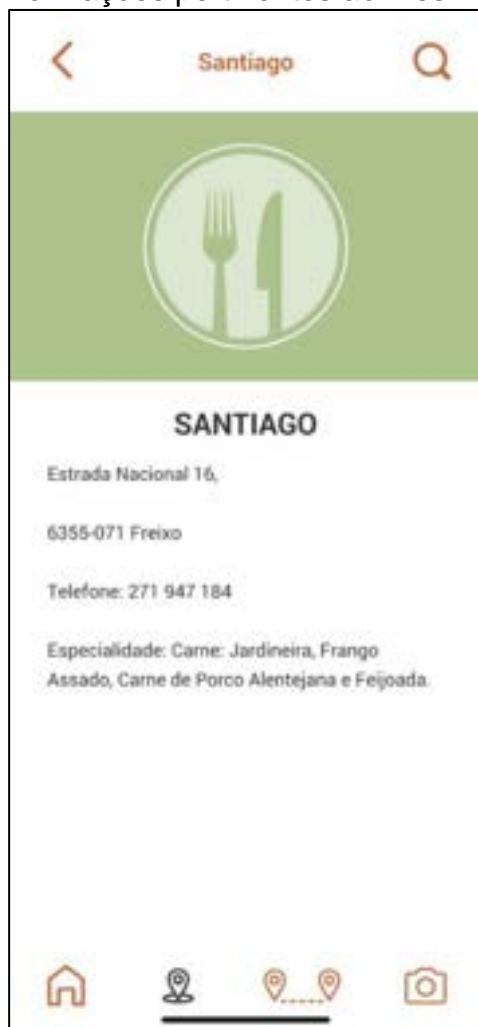 Santiago
SANTIAGO
Estrada Nacional 16,
6355-071 Freixo
Telefone: 271 947 184
Especialidade: Carne: Jardineira, Frango
Assado, Carne de Porco Alentejana e Feijoada.